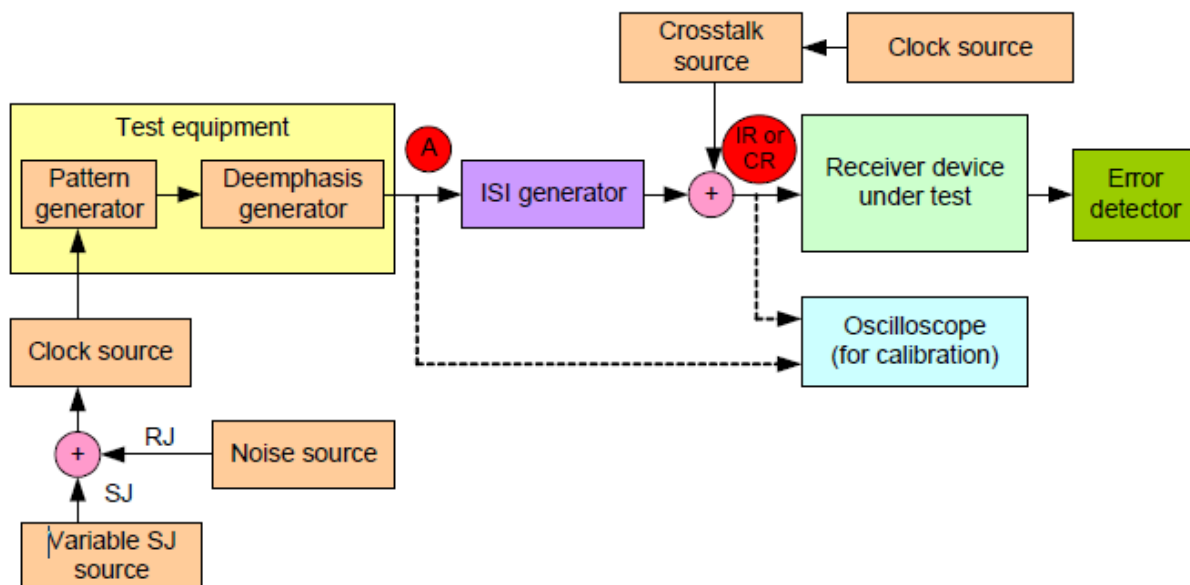 Crosstalk
source
Clock source
Test equipment
Pattern
generator
Deemphasis
generator
A
ISI generator
+
IR or
CR
Receiver device
under test
Error
detector
Clock source
Oscilloscope
(for calibration)
+
RJ
Noise source
SJ
Variable SJ
source